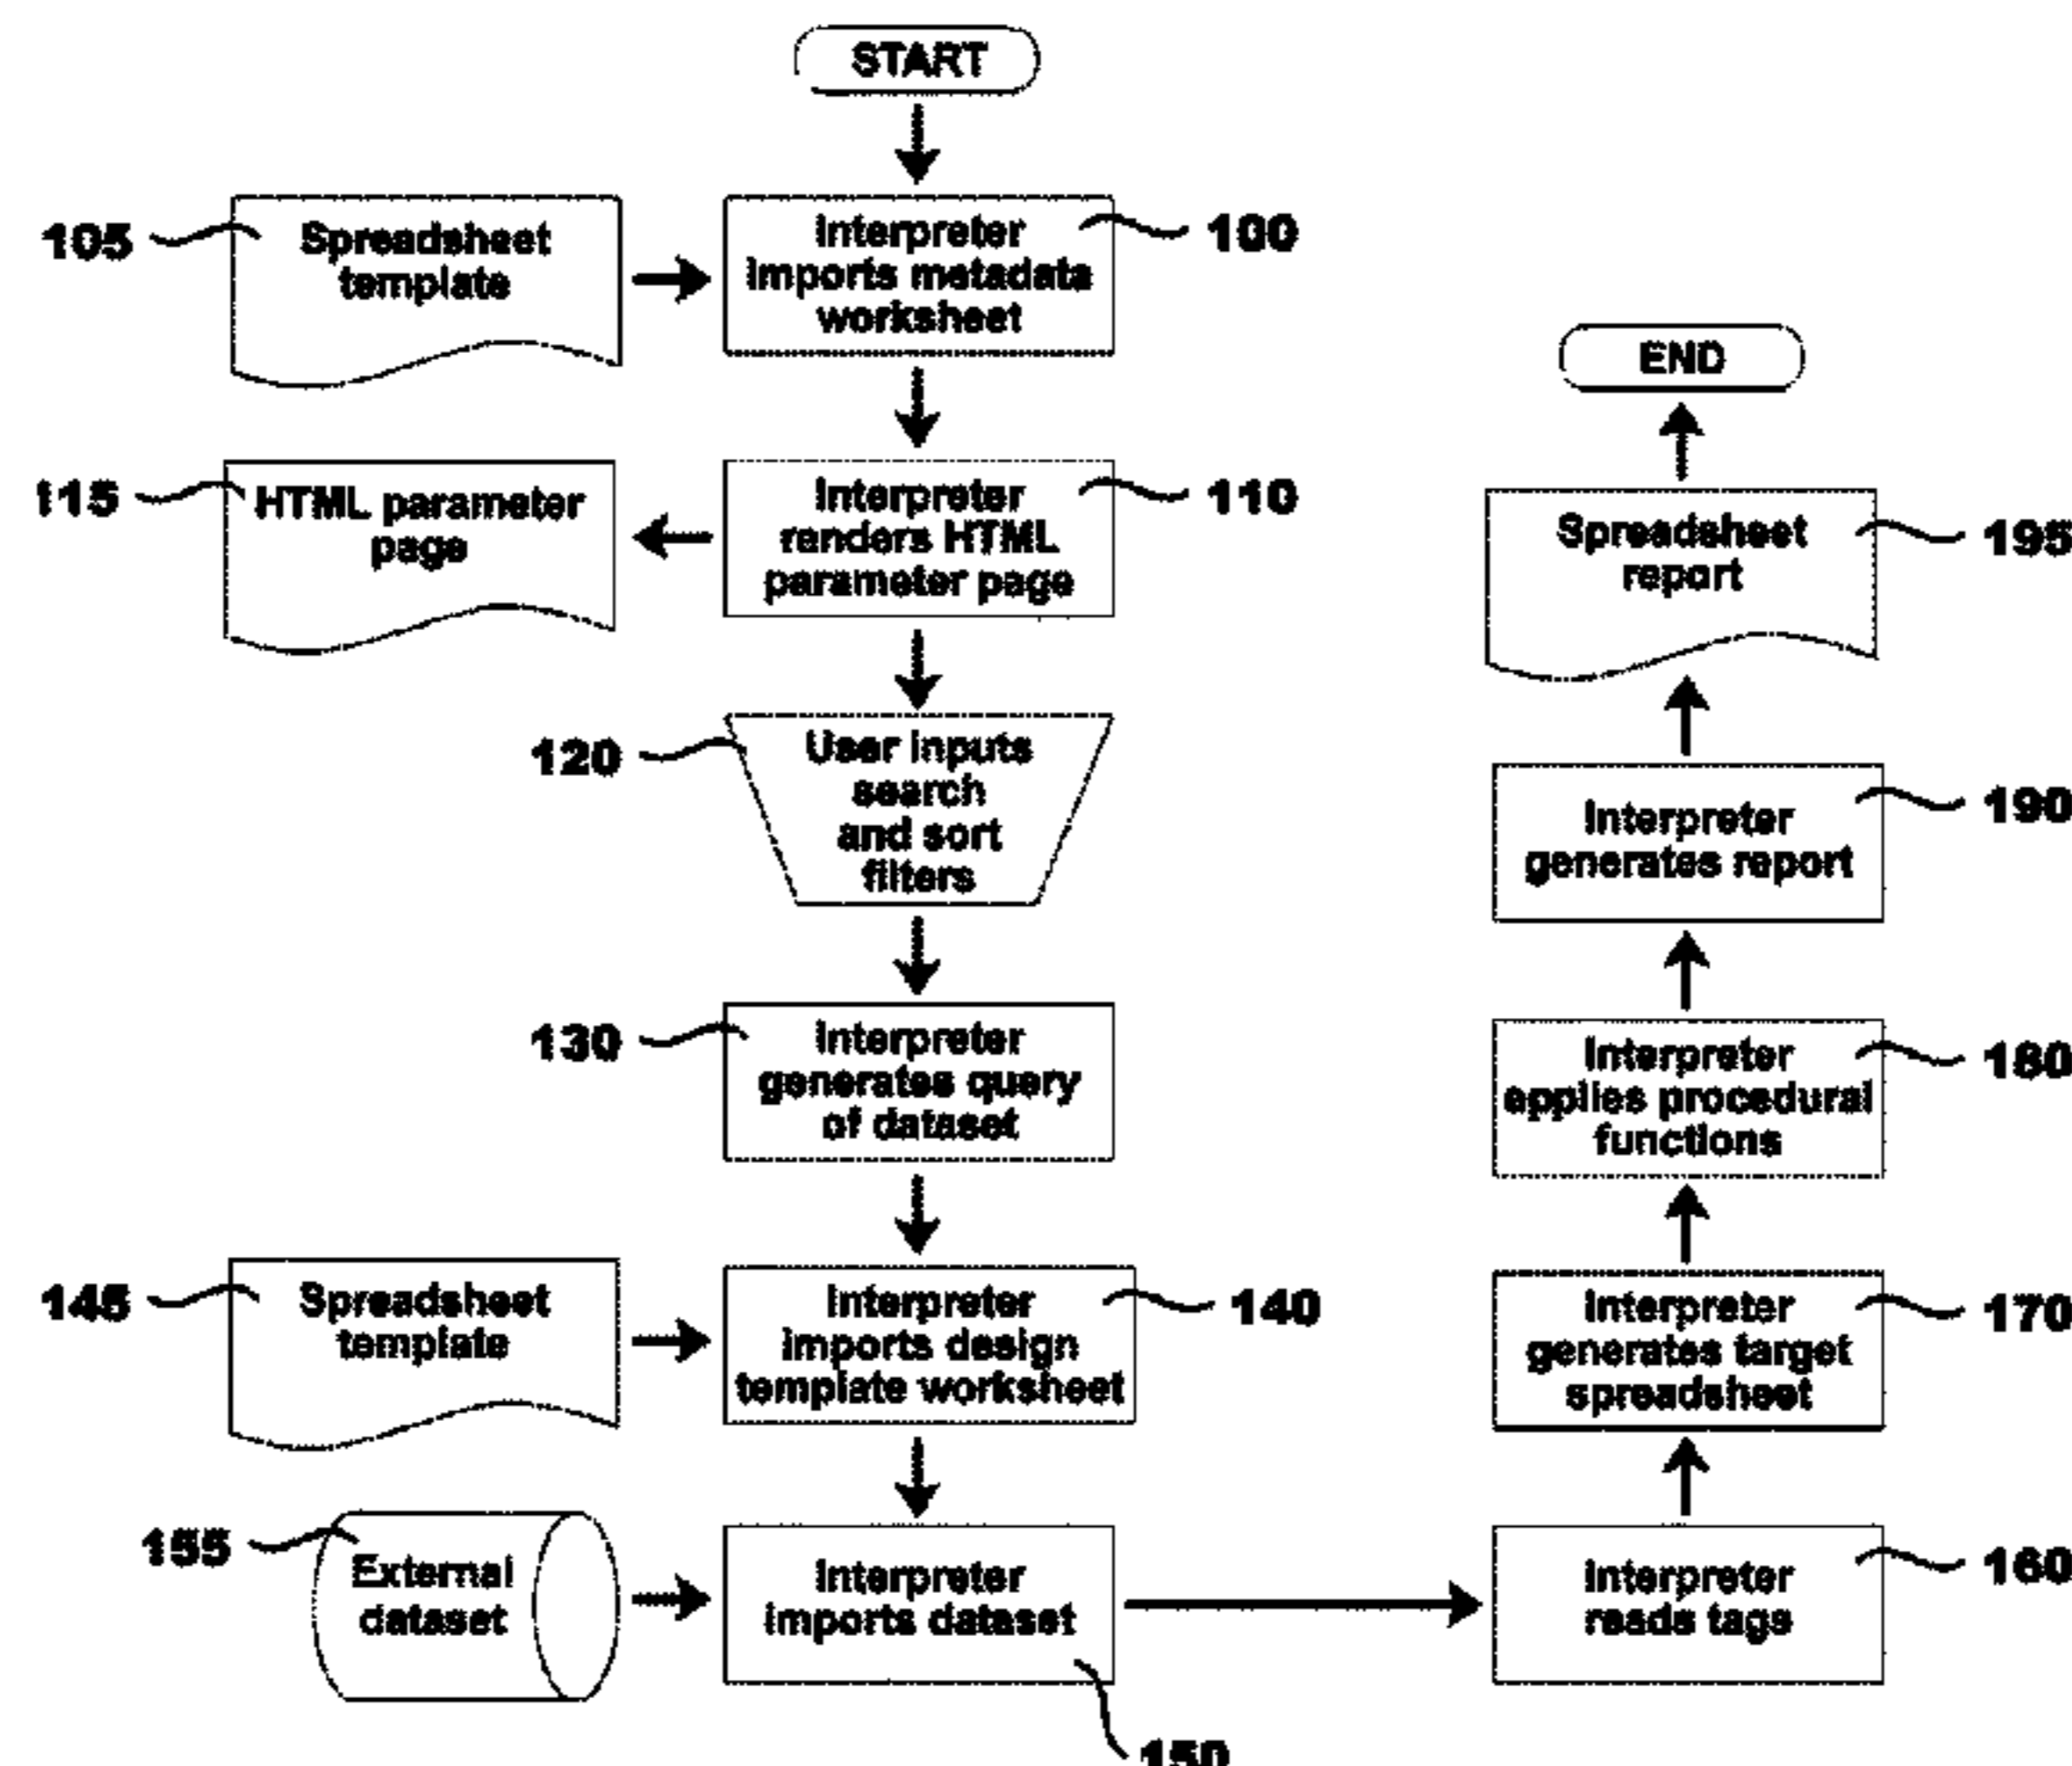 START
105
Spreadsheet
template
Interpreter
imports metadata
worksheet
100
115
HTML parameter
page
Interpreter
renders HTML
parameter page
110
120
User inputs
search
and sort
filters
130
Interpreter
generates query
of dataset
145
Spreadsheet
template
Interpreter
imports design
template worksheet
140
155
External
dataset
Interpreter
imports dataset
150
Interpreter
reads tags
160
Interpreter
generates target
spreadsheet
170
Interpreter
applies procedural
functions
180
Interpreter
generates report
190
Spreadsheet
report
195
END